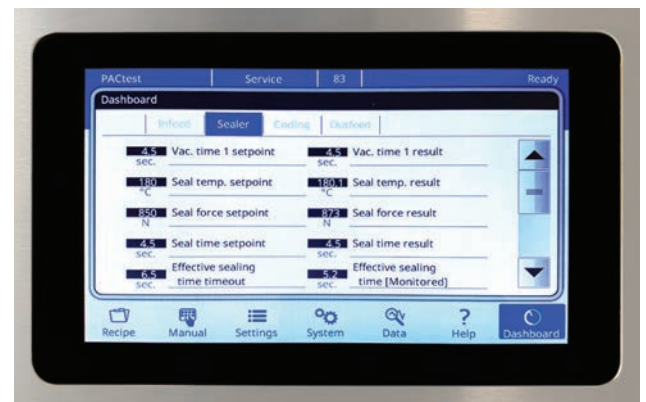 PACtest Service 83 Ready
Dashboard
Infeed Sealer Coding Outfeed
4.5 sec. Vac. time 1 setpoint 4.5 sec. Vac. time 1 result
180 °C Seal temp. setpoint 180.1 °C Seal temp. result
850 N Seal force setpoint 873 N Seal force result
4.5 sec. Seal time setpoint 4.5 sec. Seal time result
6.5 sec. Effective sealing time timeout 5.2 sec. Effective sealing time [Monitored]
Recipe Manual Settings System Data Help Dashboard